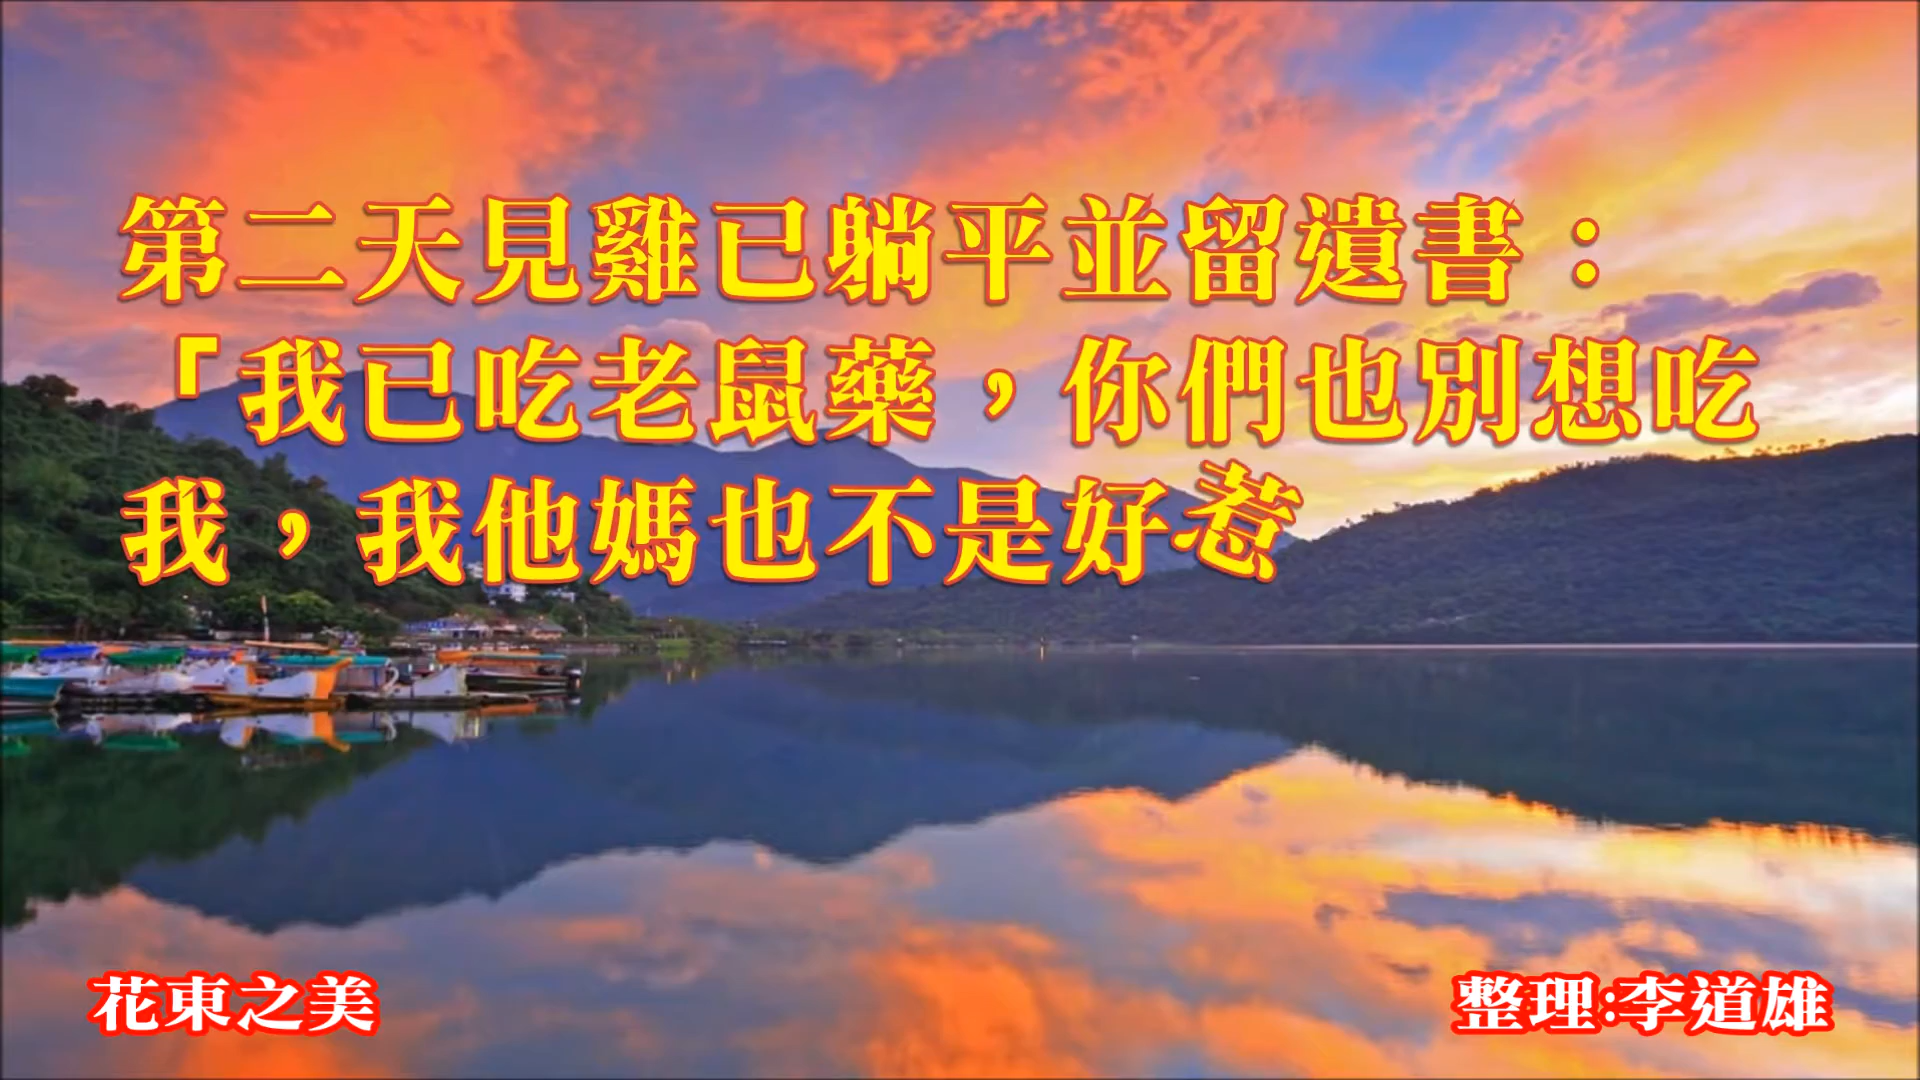 第二天見雞已躺平並留遺書：
「我已吃老鼠藥，你們也別想吃
我，我他媽也不是好惹
花東之美
整理:李道雄